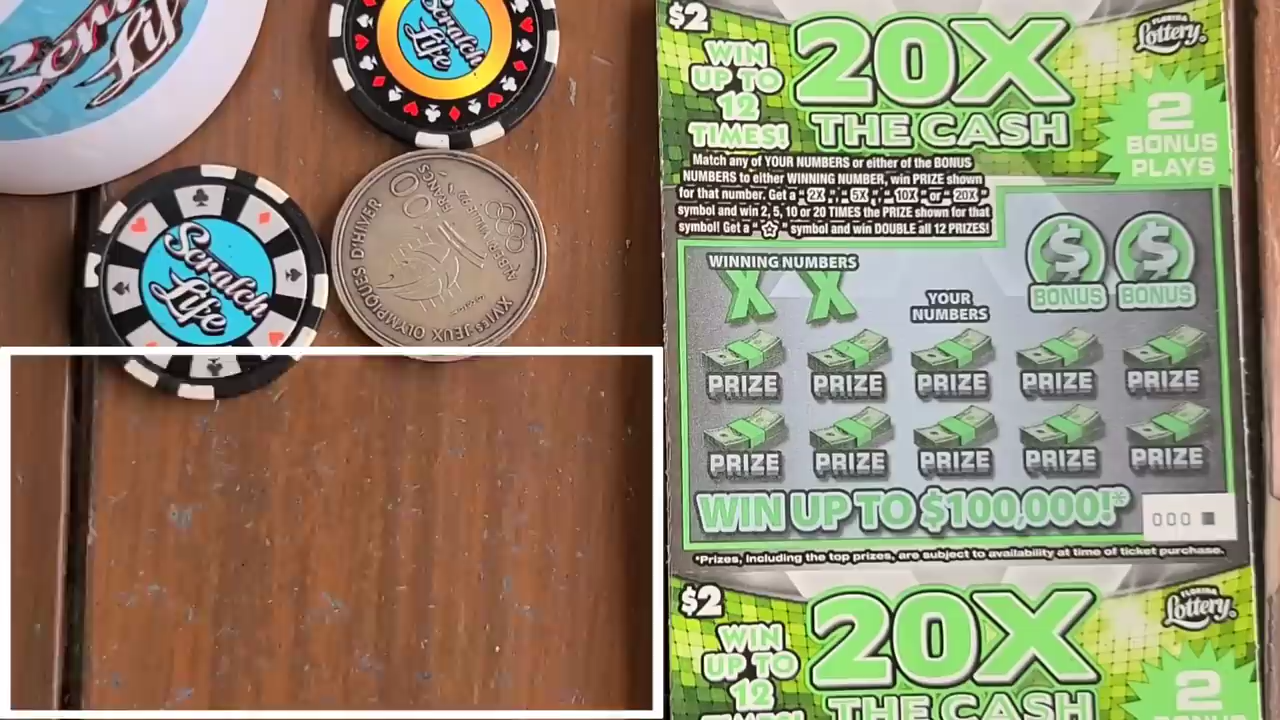 Scratch
Life
Scratch
Life
XVIes JEUX OLYMPIQUES D'HIVER
ALBERTVILLE 92
FRANCE
$2
WIN
UP TO
12
TIMES!
20X
THE CASH
FLORIDA
Lottery
2
BONUS
PLAYS
Match any of YOUR NUMBERS or either of the BONUS
NUMBERS to either WINNING NUMBER, win PRIZE shown
for that number. Get a "2X", "5X", "10X" or "20X"
symbol and win 2, 5, 10 or 20 TIMES the PRIZE shown for that
symbol! Get a "☆" symbol and win DOUBLE all 12 PRIZES!
WINNING NUMBERS
X X
YOUR
NUMBERS
$ $
BONUS BONUS
PRIZE PRIZE PRIZE PRIZE PRIZE
PRIZE PRIZE PRIZE PRIZE PRIZE
WIN UP TO $100,000!*
000
*Prizes, including the top prizes, are subject to availability at time of ticket purchase.
$2
WIN
UP TO
12
TIMES!
20X
THE CASH
FLORIDA
Lottery
2